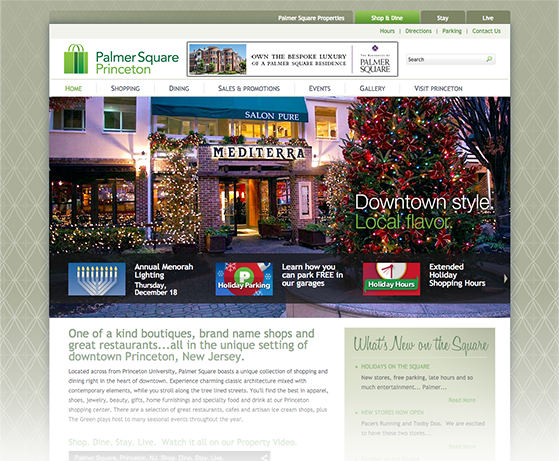 Palmer Square Properties
Shop & Dine
Stay
Live
Hours | Directions | Parking | Contact Us
Palmer Square
Princeton
OWN THE BESPOKE LUXURY
OF A PALMER SQUARE RESIDENCE
PALMER
SQUARE
Search
HOME
SHOPPING
DINING
SALES & PROMOTIONS
EVENTS
GALLERY
VISIT PRINCETON
SALON PURE
MEDITERRA
Downtown style.
Local flavor.
Annual Menorah
Lighting
Thursday,
December 18
P
Holiday Parking
Learn how you
can park FREE in
our garages
Holiday Hours
Extended
Holiday
Shopping Hours
One of a kind boutiques, brand name shops and
great restaurants...all in the unique setting of
downtown Princeton, New Jersey.
Located across from Princeton University, Palmer Square boasts a unique collection of shopping and
dining right in the heart of downtown. Experience charming classic architecture mixed with
contemporary elements, while you stroll along the tree lined streets. You'll find the best in apparel,
shoes, jewelry, beauty, gifts, home furnishings and specialty food and drink at our Princeton
shopping center. There are a selection of great restaurants, cafes and artisan ice cream shops, plus
The Green plays host to many seasonal events throughout the year.
Shop. Dine. Stay. Live. Watch it all on our Property Video.
Palmer Square, Princeton, NJ. Shop. Dine. Stay. Live.
What's New on the Square
HOLIDAYS ON THE SQUARE
New stores, free parking, late hours and so
much entertainment... Palmer...
Read More
NEW STORES NOW OPEN
Pacers Running and Toobydoo. We are excited
to have these two stores...
Read More